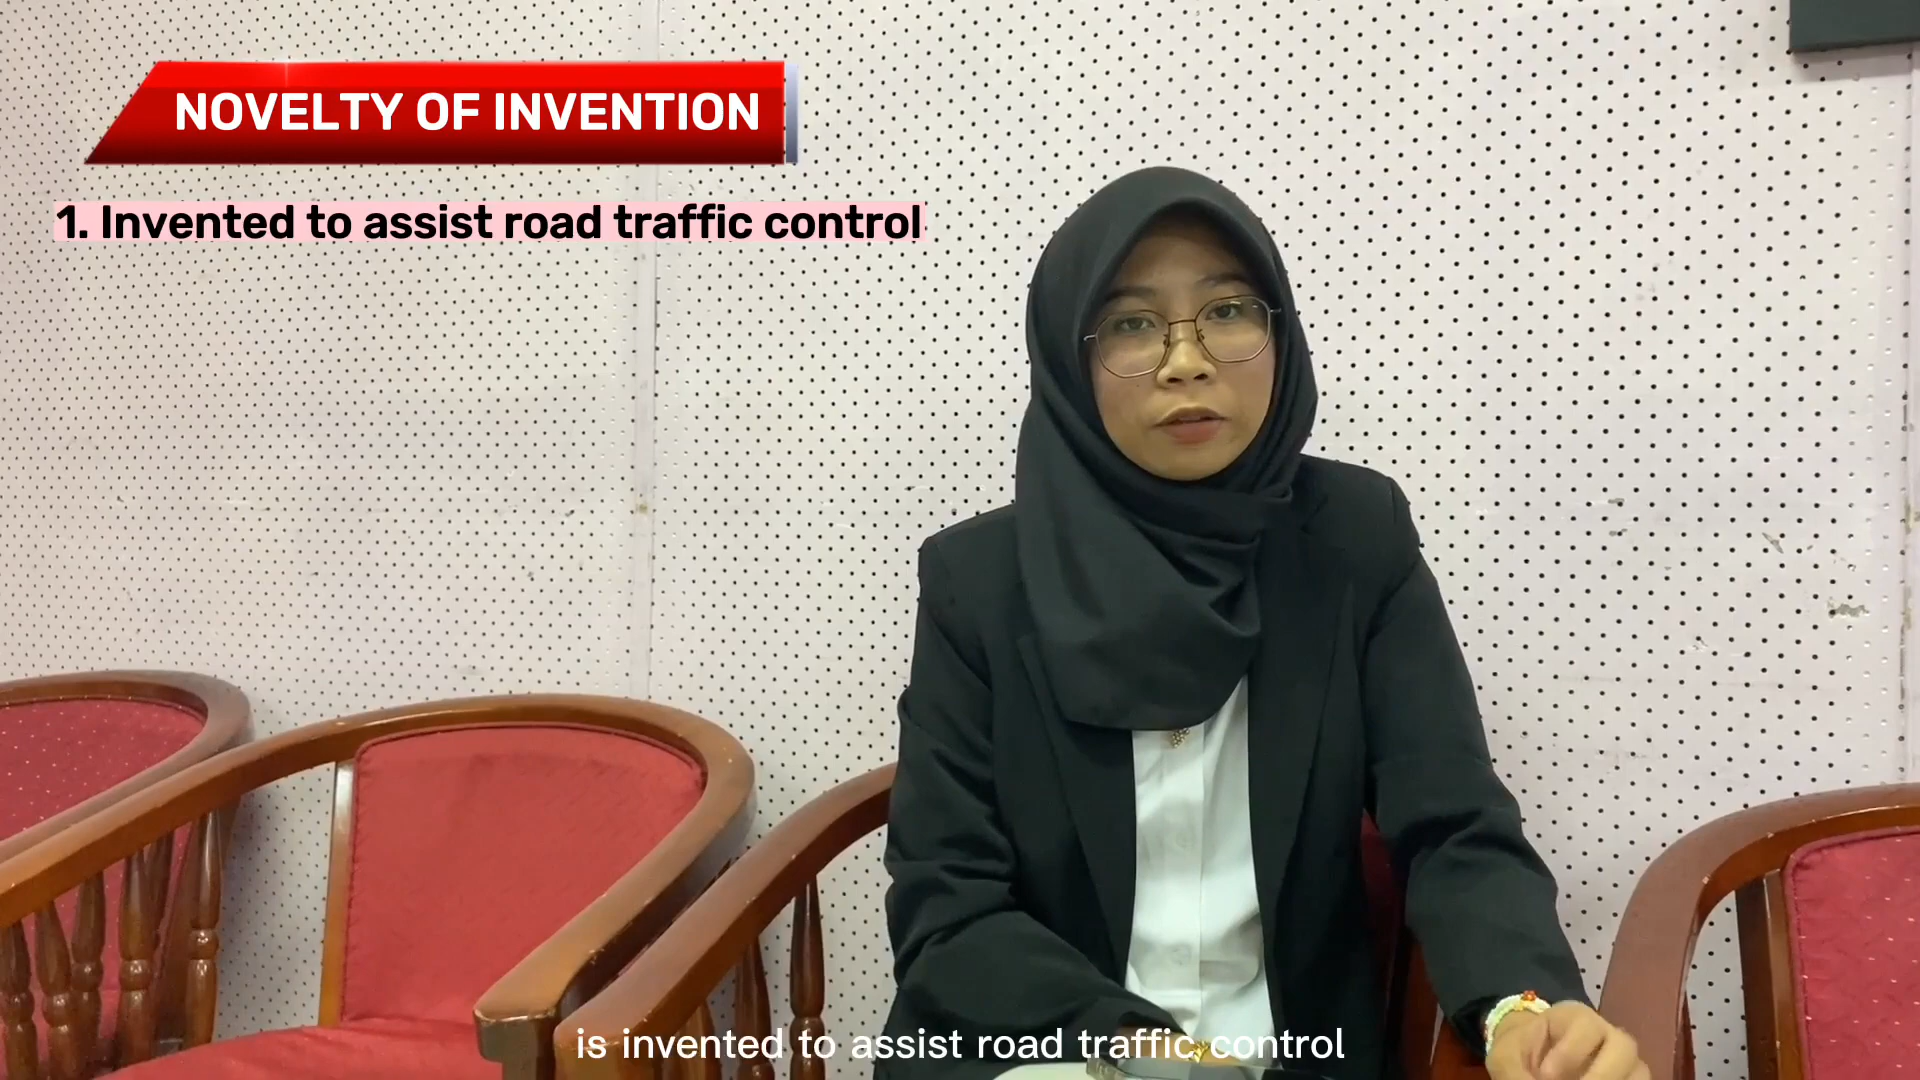 NOVELTY OF INVENTION
1. Invented to assist road traffic control
is invented to assist road traffic control